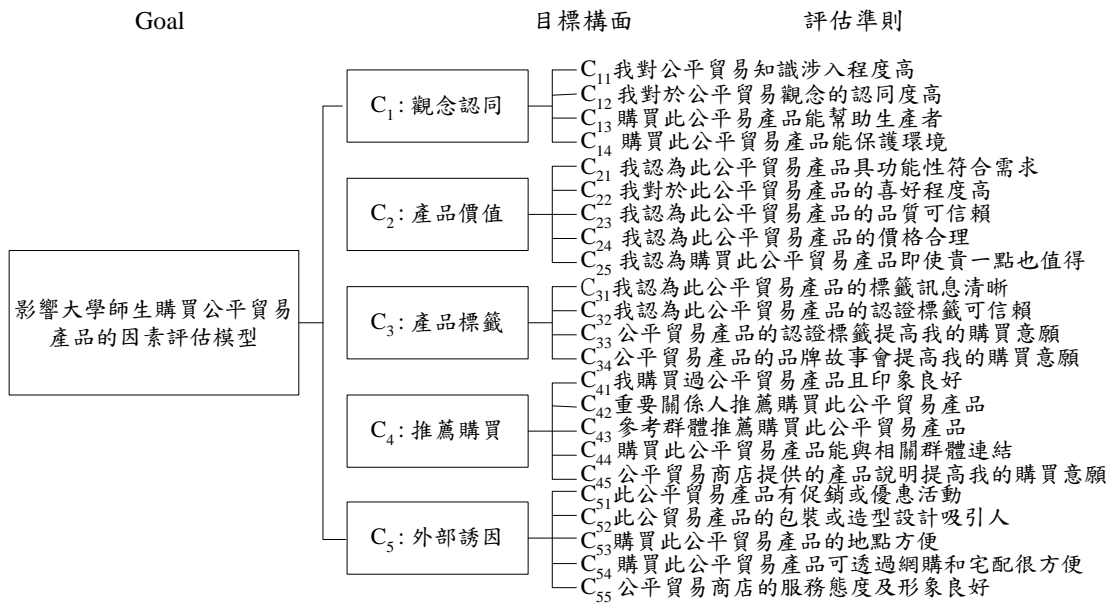 Goal
目標構面
評估準則
影響大學師生購買公平貿易
產品的因素評估模型
C1：觀念認同
C11我對公平貿易知識涉入程度高
C12 我對於公平貿易觀念的認同度高
C13 購買此公平易產品能幫助生產者
C14 購買此公平貿易產品能保護環境
C2：產品價值
C21我認為此公平貿易產品具功能性符合需求
C22 我對於此公平貿易產品的喜好程度高
C23 我認為此公平貿易產品的品質可信賴
C24 我認為此公平貿易產品的價格合理
C25 我認為購買此公平貿易產品即使貴一點也值得
C3：產品標籤
C31我認為此公平貿易產品的標籤訊息清晰
C32我認為此公平貿易產品的認證標籤可信賴
C33 公平貿易產品的認證標籤提高我的購買意願
C34公平貿易產品的品牌故事會提高我的購買意願
C4：推薦購買
C41我購買過公平貿易產品且印象良好
C42重要關係人推薦購買此公平貿易產品
C43 參考群體推薦購買此公平貿易產品
C44 購買此公平貿易產品能與相關群體連結
C45 公平貿易商店提供的產品說明提高我的購買意願
C5：外部誘因
C51此公平貿易產品有促銷或優惠活動
C52此公貿易產品的包裝或造型設計吸引人
C53購買此公平貿易產品的地點方便
C54 購買此公平貿易產品可透過網購和宅配很方便
C55 公平貿易商店的服務態度及形象良好